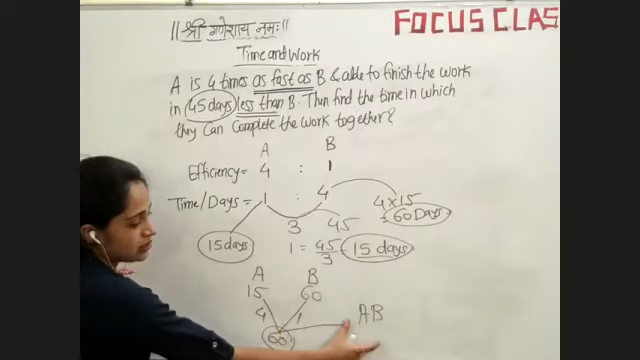 ||श्री गणेशाय नमः||
FOCUS CLAS
Time and Work
A is 4 times as fast as B & able to finish the work
in 45 days less than B. Then find the time in which
they Can Complete the work together?
A B
Efficiency = 4 : 1
Time/Days = 1 : 4
4 x 15
= 60 Days
3 45
15 days
1 = 45/3 = 15 days
A B
15 60
4 1
60
AB